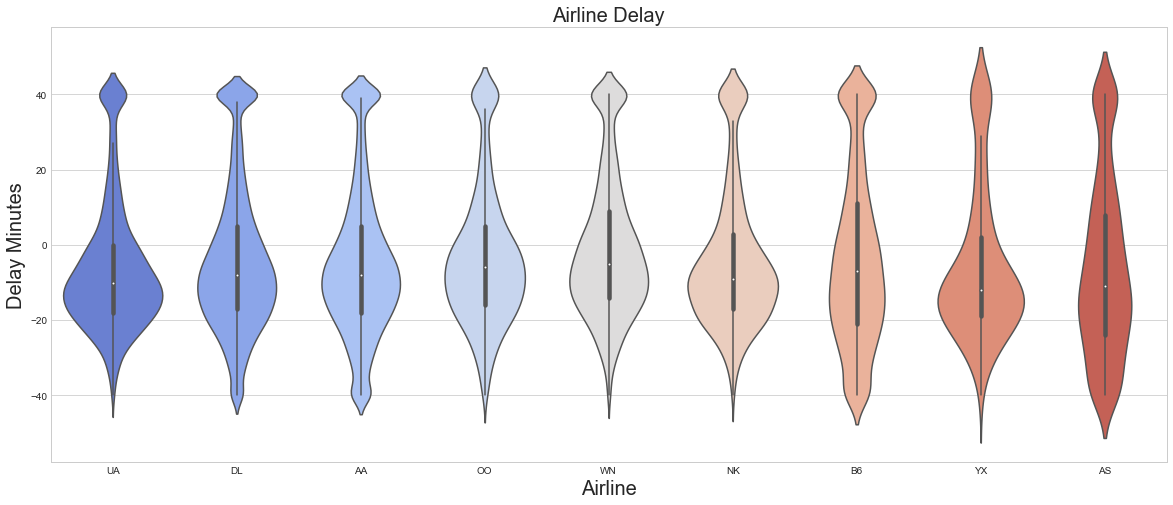 Airline Delay
Delay Minutes
40
20
0
−20
−40
UA DL AA OO WN NK B6 YX AS
Airline